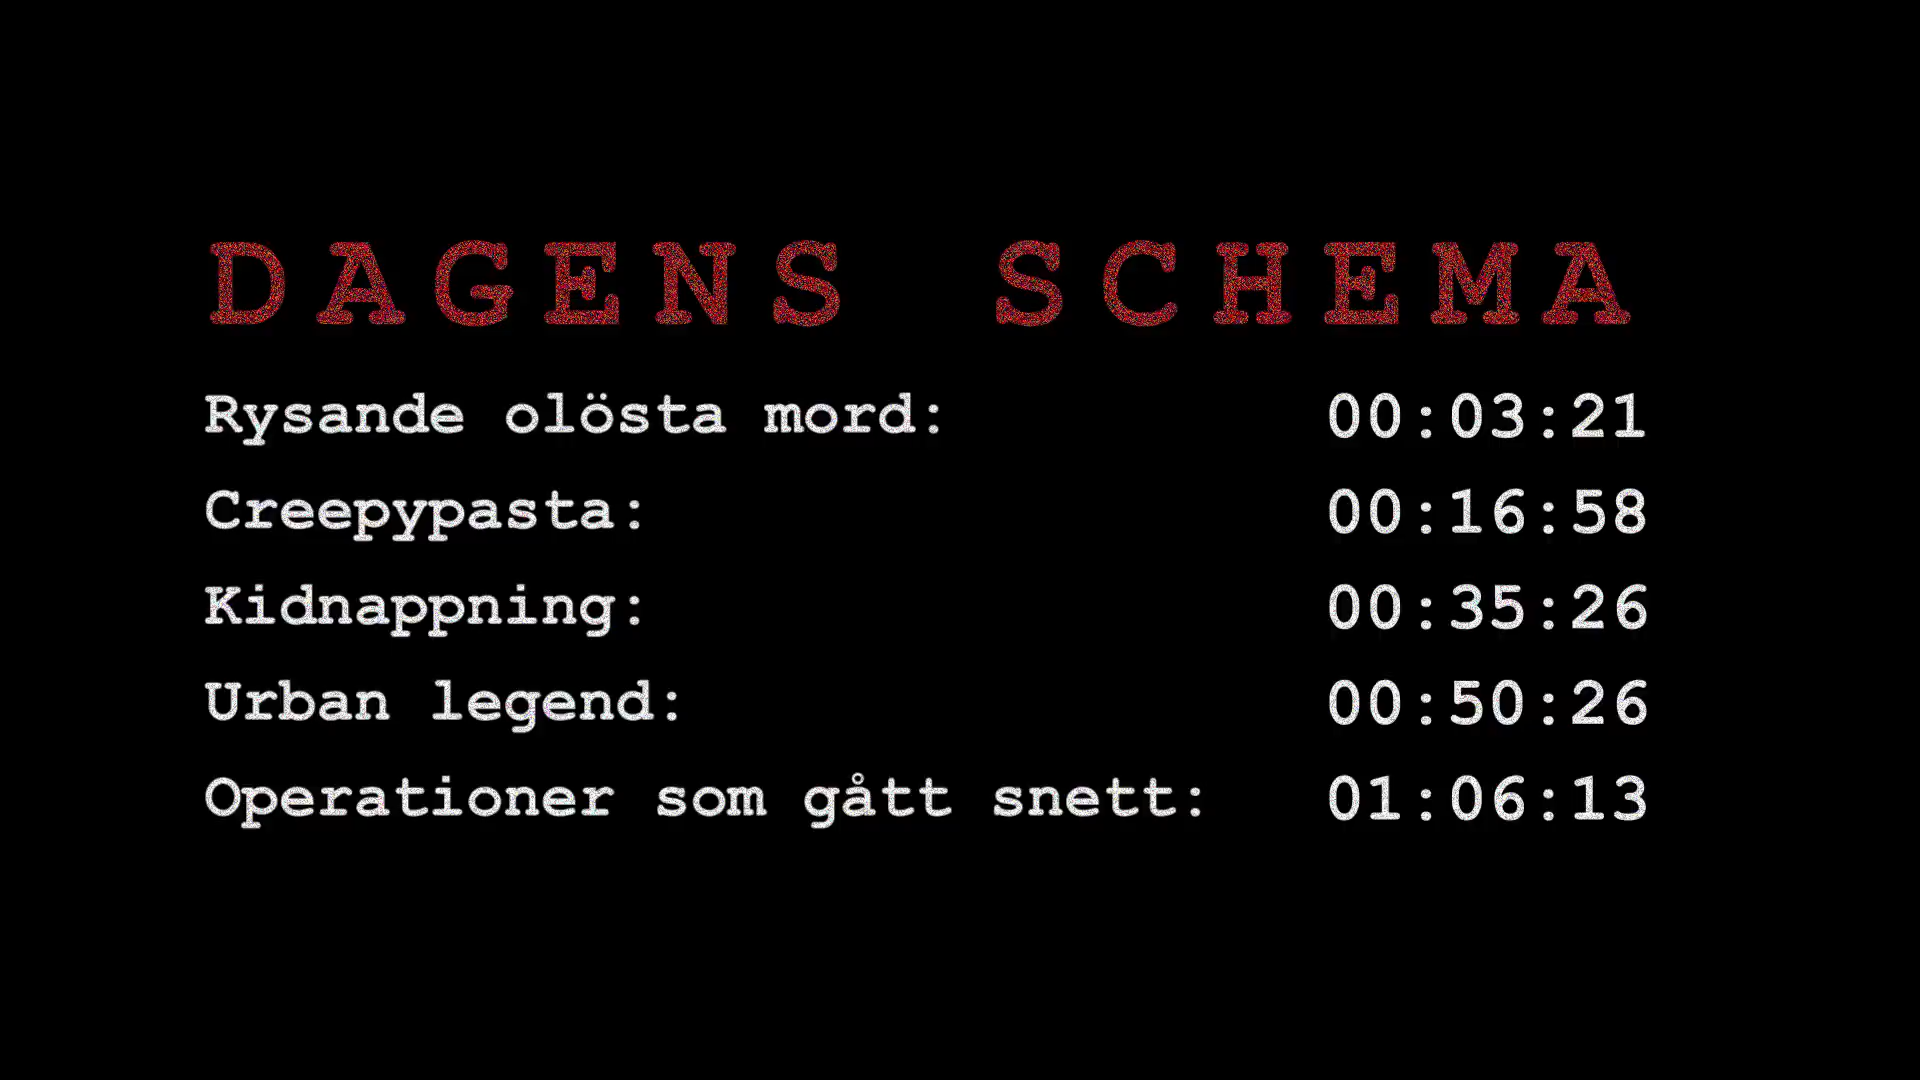 DAGENS SCHEMA
Rysande olösta mord: 00:03:21
Creepypasta: 00:16:58
Kidnappning: 00:35:26
Urban legend: 00:50:26
Operationer som gått snett: 01:06:13